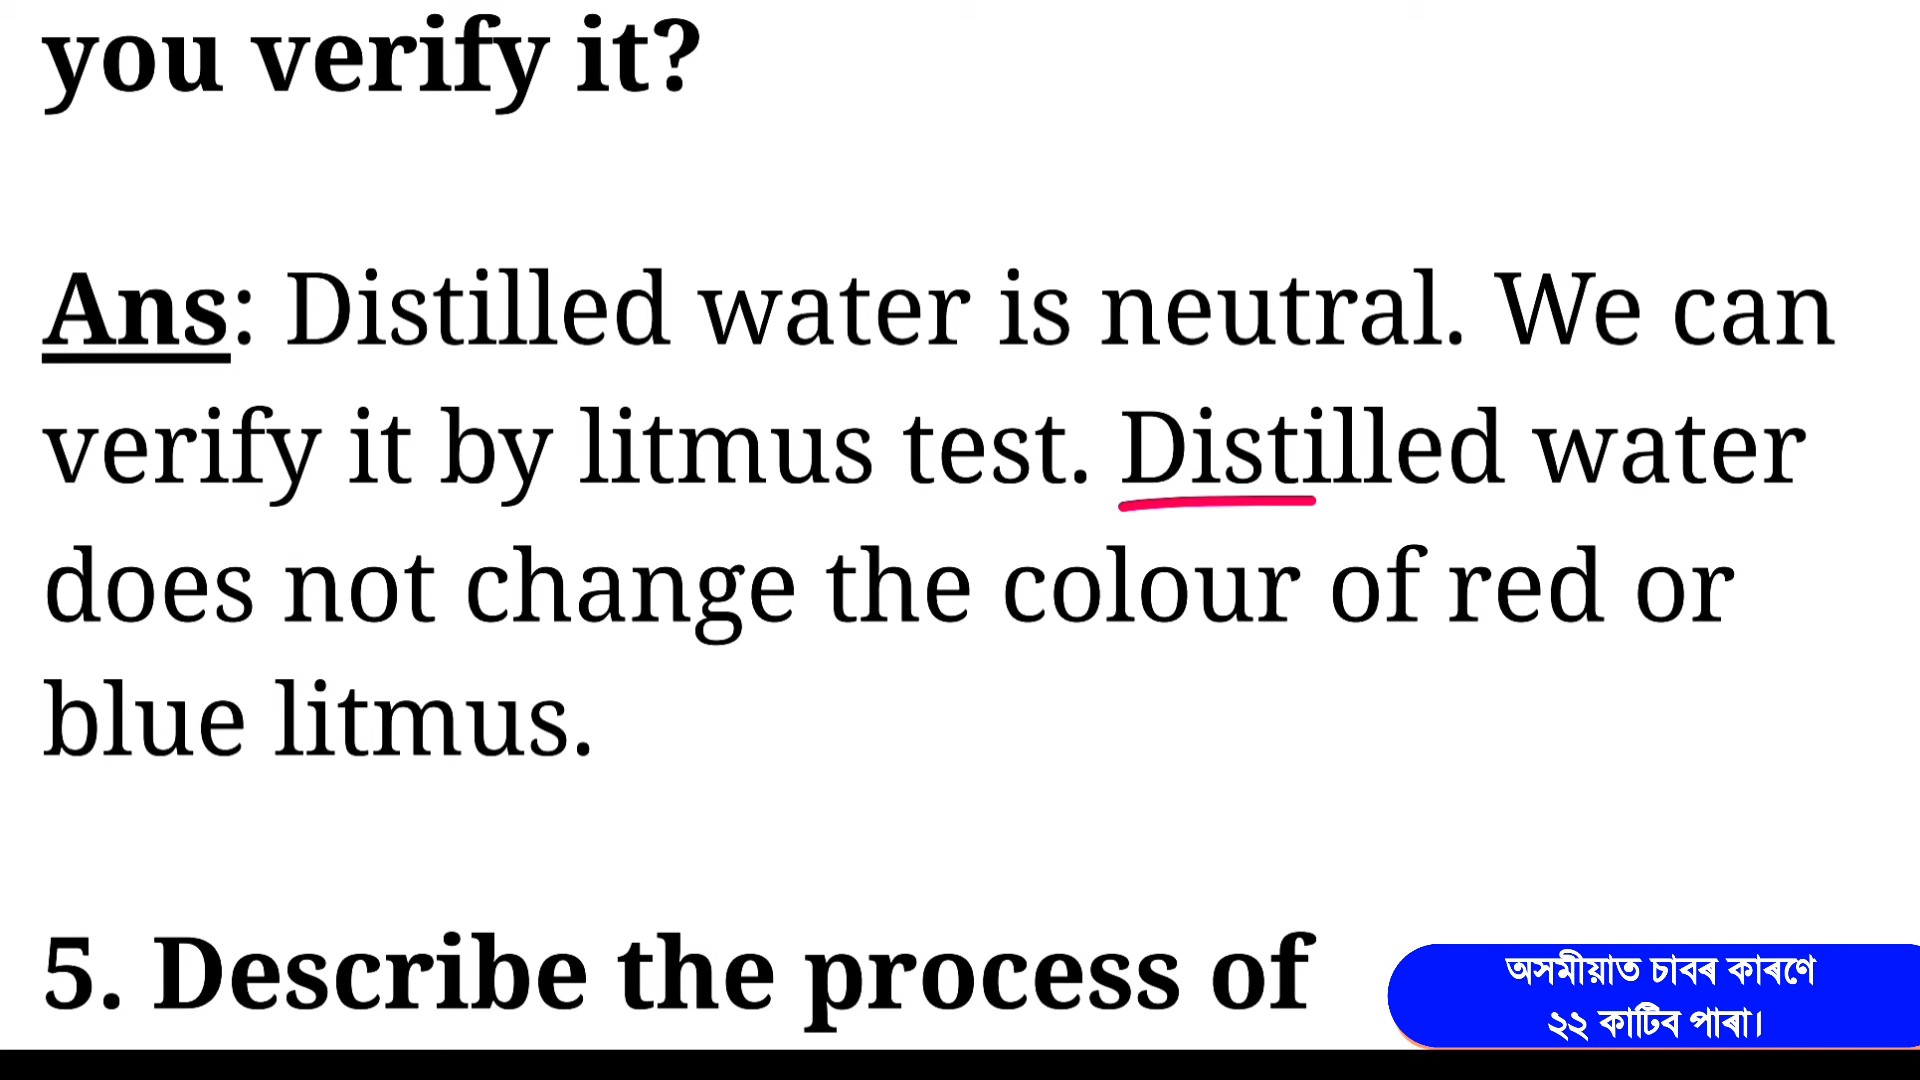 you verify it?
Ans: Distilled water is neutral. We can
verify it by litmus test. Distilled water
does not change the colour of red or
blue litmus.
5. Describe the process of
অসমীয়াত চাবৰ কাৰণে
২২ কাটিব পাৰা।